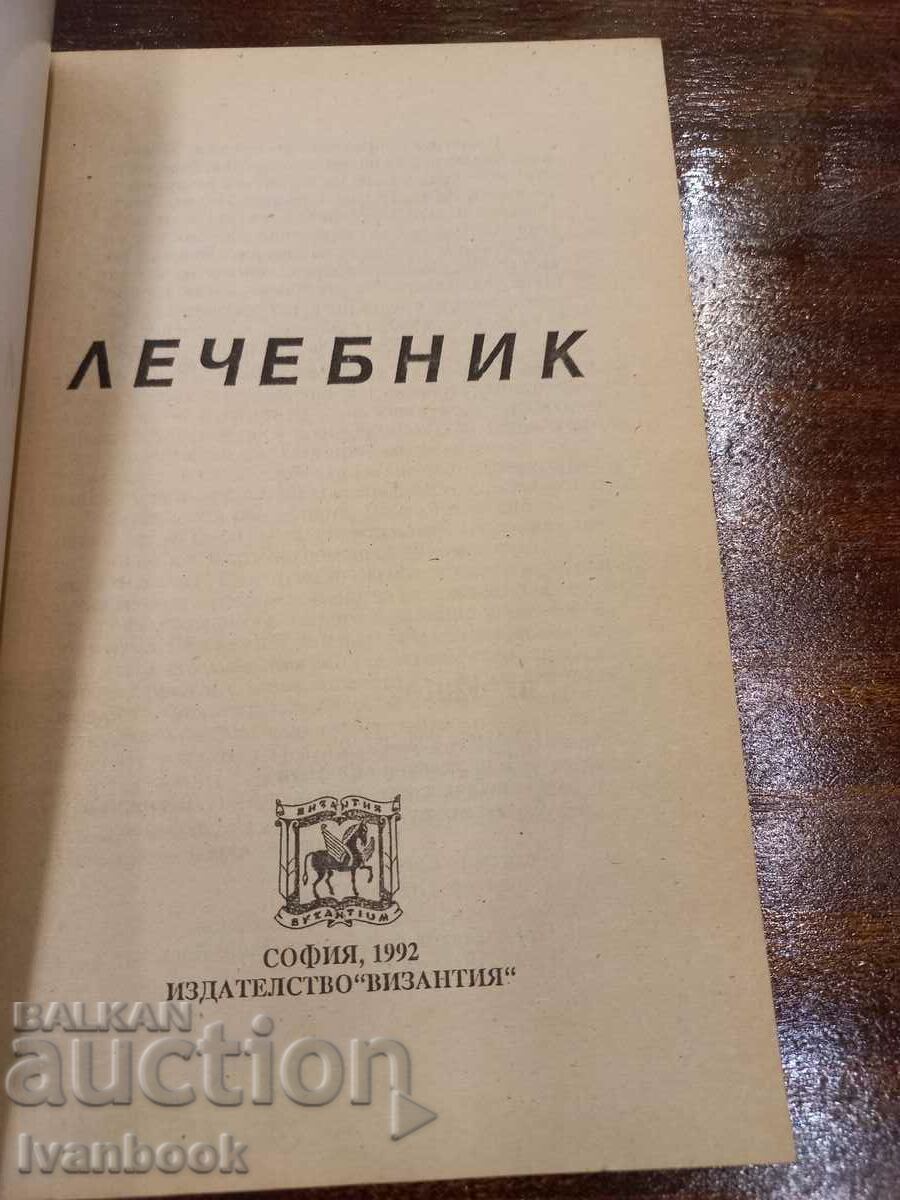 ЛЕЧЕБНИК
ВИЗАНТИЯ
BYZANTIUM
СОФИЯ, 1992
ИЗДАТЕЛСТВО“ВИЗАНТИЯ“
BALKAN
auction
Ivanbook